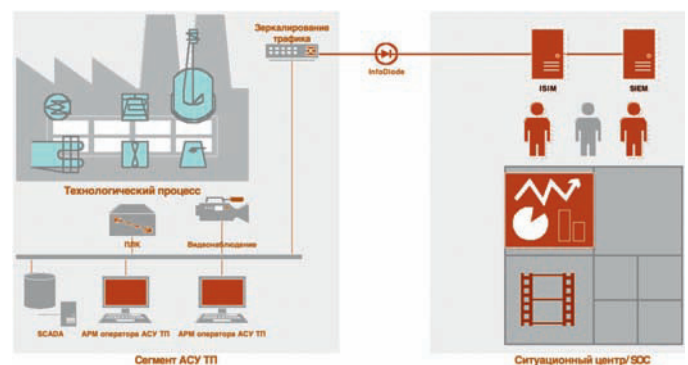 Зеркалирование
трафика
InfoDiode
ISIM
SIEM
Технологический процесс
ПЛК
Видеонаблюдение
SCADA
АРМ оператора АСУ ТП
АРМ оператора АСУ ТП
Сегмент АСУ ТП
Ситуационный центр/ SOC